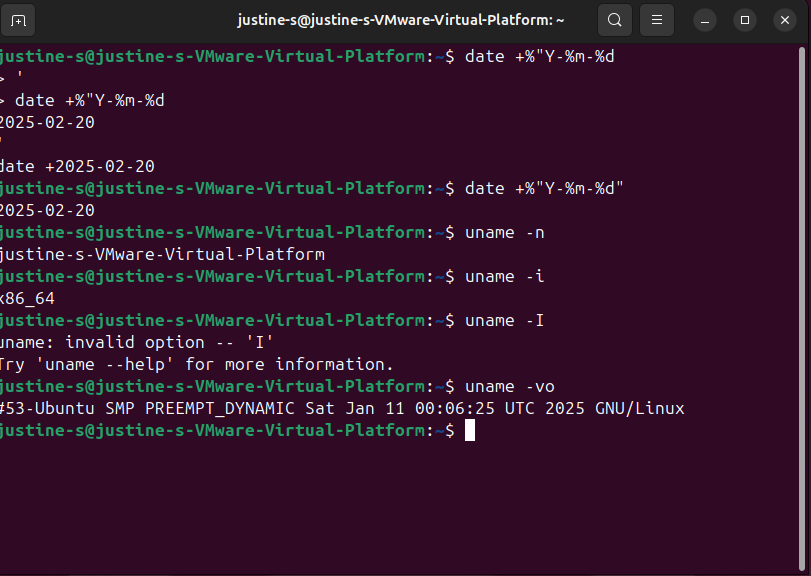 justine-s@justine-s-VMware-Virtual-Platform: ~
justine-s@justine-s-VMware-Virtual-Platform:~$ date +%"Y-%m-%d
> '
> date +%"Y-%m-%d
2025-02-20
'
date +2025-02-20
justine-s@justine-s-VMware-Virtual-Platform:~$ date +%"Y-%m-%d"
2025-02-20
justine-s@justine-s-VMware-Virtual-Platform:~$ uname -n
justine-s-VMware-Virtual-Platform
justine-s@justine-s-VMware-Virtual-Platform:~$ uname -i
x86_64
justine-s@justine-s-VMware-Virtual-Platform:~$ uname -I
uname: invalid option -- 'I'
Try 'uname --help' for more information.
justine-s@justine-s-VMware-Virtual-Platform:~$ uname -vo
#53-Ubuntu SMP PREEMPT_DYNAMIC Sat Jan 11 00:06:25 UTC 2025 GNU/Linux
justine-s@justine-s-VMware-Virtual-Platform:~$